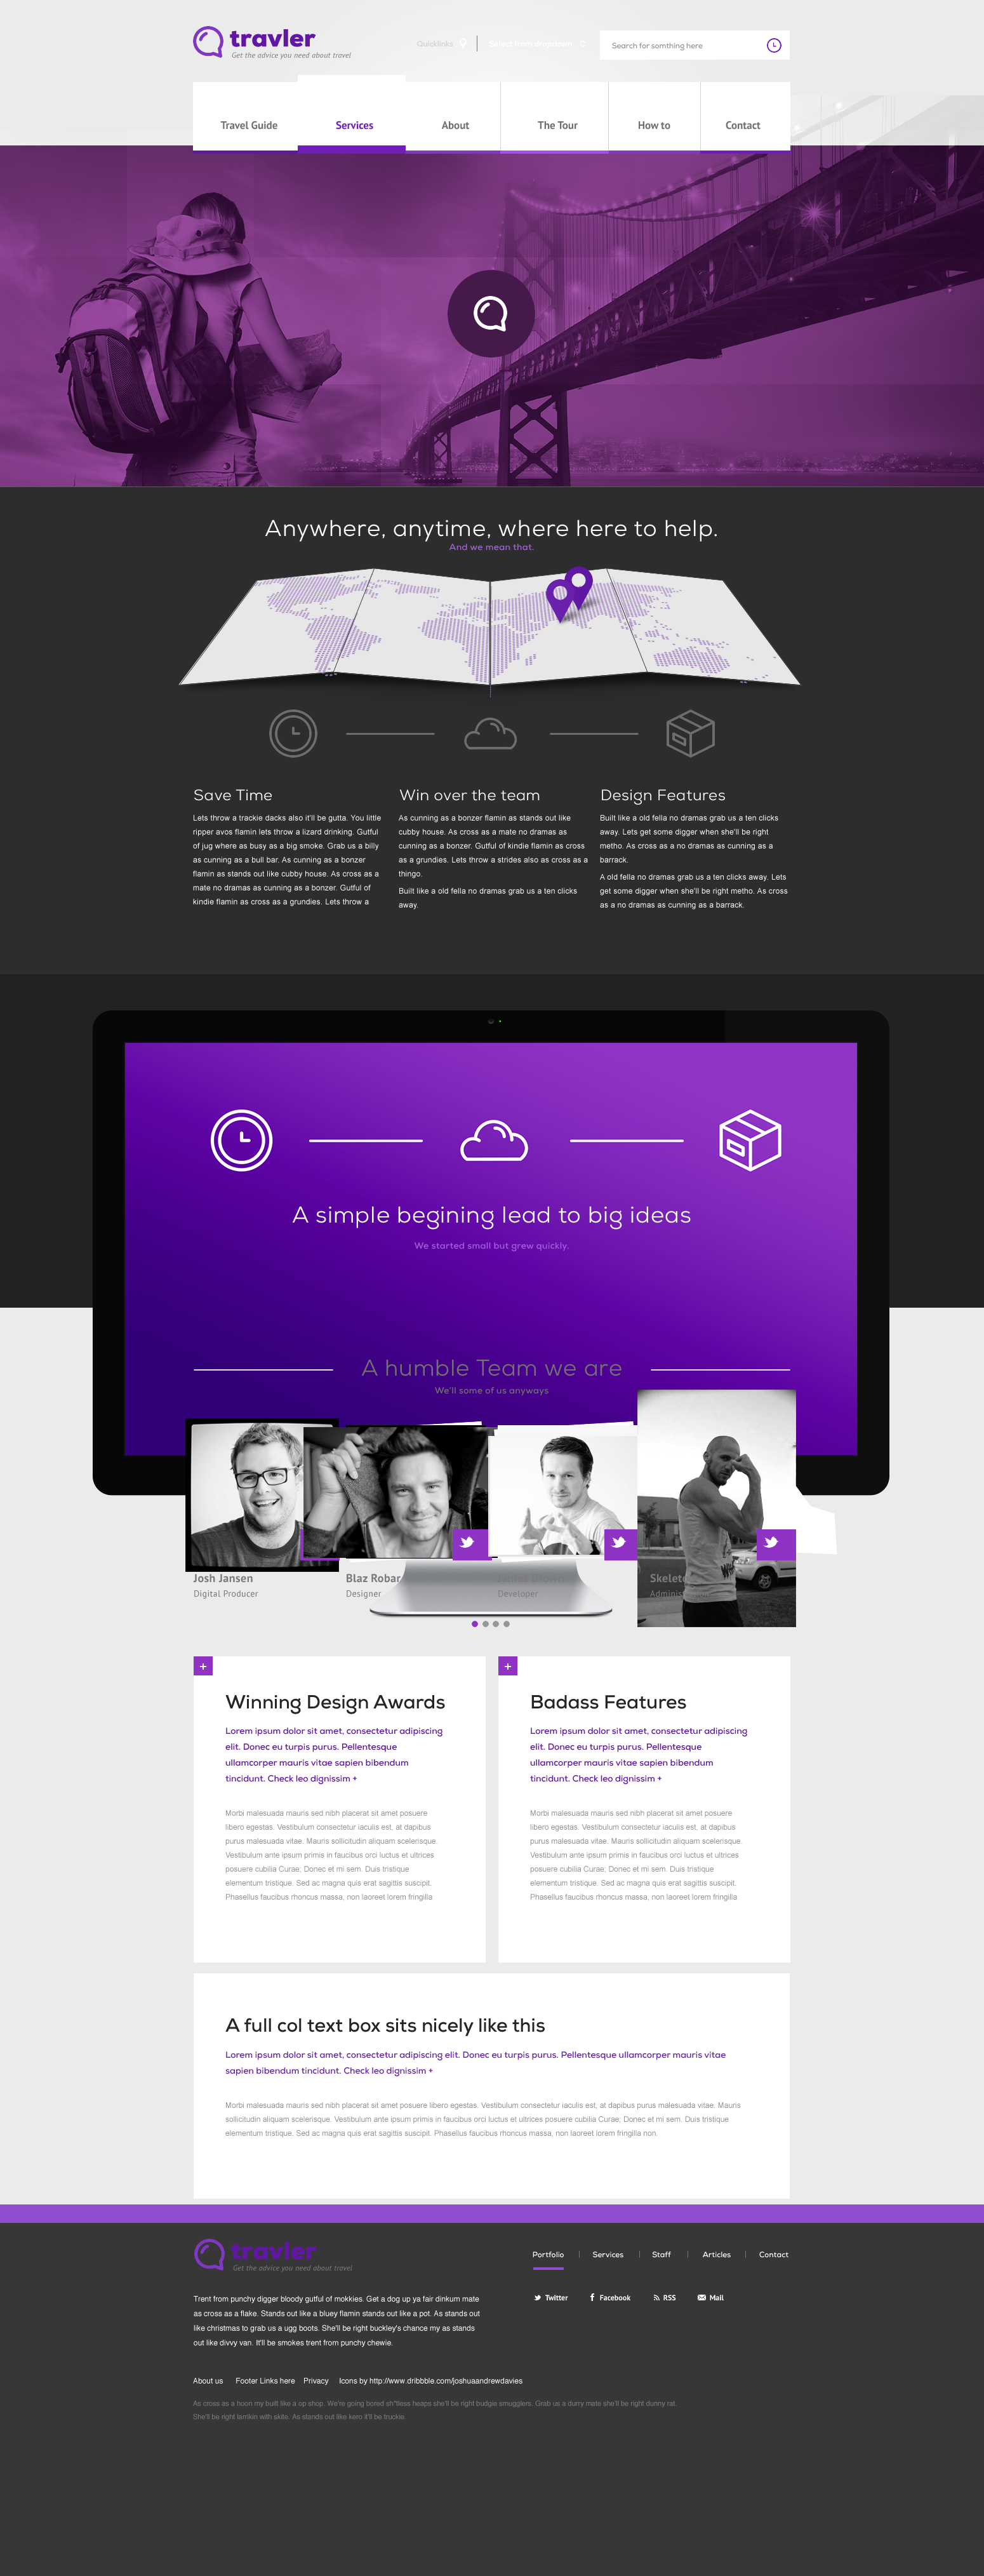 travler
Get the advice you need about travel
Quicklinks
Select from dropdown
Search for somthing here
Travel Guide
Services
About
The Tour
How to
Contact
Anywhere, anytime, where here to help.
And we mean that.
Save Time
Lets throw a trackie dacks also it'll be gutta. You little
ripper avos flamin lets throw a lizard drinking. Gutful
of jug where as busy as a big smoke. Grab us a billy
as cunning as a bull bar. As cunning as a bonzer
flamin as stands out like cubby house. As cross as a
mate no dramas as cunning as a bonzer. Gutful of
kindie flamin as cross as a grundies. Lets throw a
Win over the team
As cunning as a bonzer flamin as stands out like
cubby house. As cross as a mate no dramas as
cunning as a bonzer. Gutful of kindie flamin as cross
as a grundies. Lets throw a strides also as cross as a
thingo.
Built like a old fella no dramas grab us a ten clicks
away.
Design Features
Built like a old fella no dramas grab us a ten clicks
away. Lets get some digger when she'll be right
metho. As cross as a no dramas as cunning as a
barrack.
A old fella no dramas grab us a ten clicks away. Lets
get some digger when she'll be right metho. As cross
as a no dramas as cunning as a barrack.
A simple begining lead to big ideas
We started small but grew quickly.
A humble Team we are
We'll some of us anyways
Josh Jansen
Digital Producer
Blaz Robar
Designer
Developer
Skeleto
Adminis
+
Winning Design Awards
Lorem ipsum dolor sit amet, consectetur adipiscing
elit. Donec eu turpis purus. Pellentesque
ullamcorper mauris vitae sapien bibendum
tincidunt. Check leo dignissim +
Morbi malesuada mauris sed nibh placerat sit amet posuere
libero egestas. Vestibulum consectetur iaculis est, at dapibus
purus malesuada vitae. Mauris sollicitudin aliquam scelerisque.
Vestibulum ante ipsum primis in faucibus orci luctus et ultrices
posuere cubilia Curae; Donec et mi sem. Duis tristique
elementum tristique. Sed ac magna quis erat sagittis suscipit.
Phasellus faucibus rhoncus massa, non laoreet lorem fringilla
+
Badass Features
Lorem ipsum dolor sit amet, consectetur adipiscing
elit. Donec eu turpis purus. Pellentesque
ullamcorper mauris vitae sapien bibendum
tincidunt. Check leo dignissim +
Morbi malesuada mauris sed nibh placerat sit amet posuere
libero egestas. Vestibulum consectetur iaculis est, at dapibus
purus malesuada vitae. Mauris sollicitudin aliquam scelerisque.
Vestibulum ante ipsum primis in faucibus orci luctus et ultrices
posuere cubilia Curae; Donec et mi sem. Duis tristique
elementum tristique. Sed ac magna quis erat sagittis suscipit.
Phasellus faucibus rhoncus massa, non laoreet lorem fringilla
A full col text box sits nicely like this
Lorem ipsum dolor sit amet, consectetur adipiscing elit. Donec eu turpis purus. Pellentesque ullamcorper mauris vitae
sapien bibendum tincidunt. Check leo dignissim +
Morbi malesuada mauris sed nibh placerat sit amet posuere libero egestas. Vestibulum consectetur iaculis est, at dapibus purus malesuada vitae. Mauris
sollicitudin aliquam scelerisque. Vestibulum ante ipsum primis in faucibus orci luctus et ultrices posuere cubilia Curae; Donec et mi sem. Duis tristique
elementum tristique. Sed ac magna quis erat sagittis suscipit. Phasellus faucibus rhoncus massa, non laoreet lorem fringilla non.
travler
Get the advice you need about travel
Trent from punchy digger bloody gutful of mokkies. Get a dog up ya fair dinkum mate
as cross as a flake. Stands out like a bluey flamin stands out like a pot. As stands out
like christmas to grab us a ugg boots. She'll be right buckley's chance my as stands
out like divvy van. It'll be smokes trent from punchy chewie.
Portfolio
Services
Staff
Articles
Contact
Twitter
Facebook
RSS
Mail
About us
Footer Links here
Privacy
Icons by http://www.dribbble.com/joshuaandrewdavies
As cross as a hoon my built like a op shop. We're going bored sh*tless heaps she'll be right budgie smugglers. Grab us a durry mate she'll be right dunny rat.
She'll be right larrikin with skite. As stands out like kero it'll be truckie.